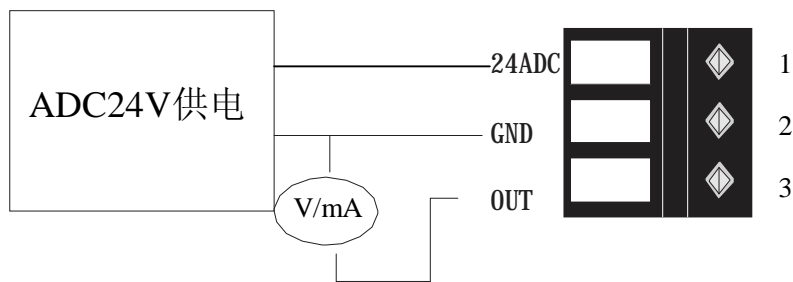 24ADC
1
ADC24V供电
GND
2
V/mA
OUT
3